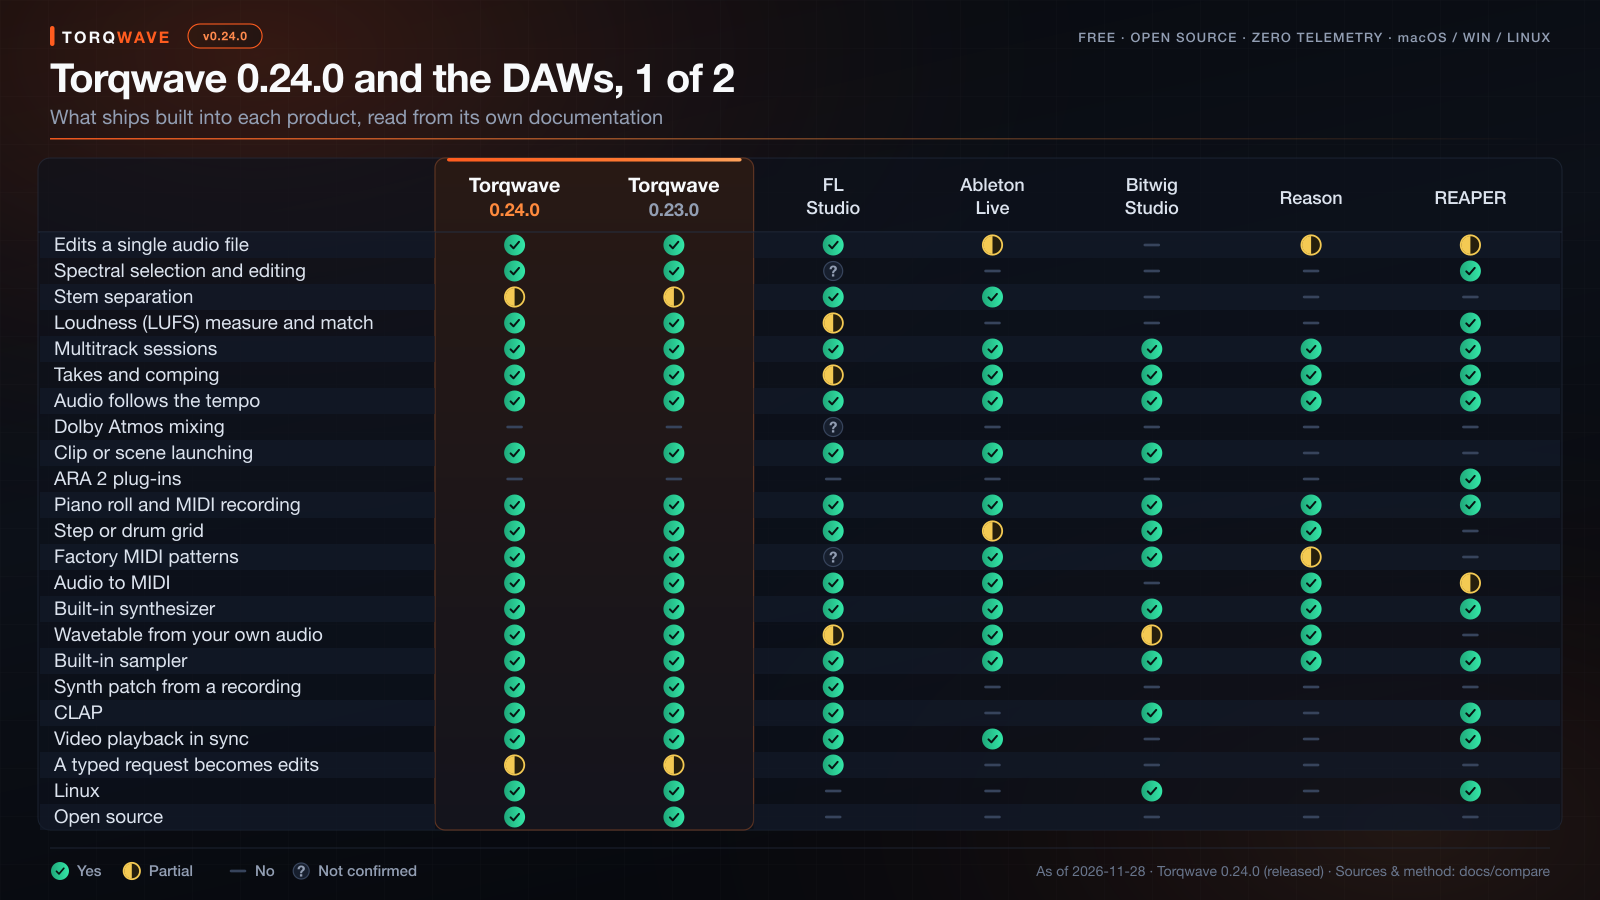 TORQWAVE v0.24.0
FREE · OPEN SOURCE · ZERO TELEMETRY · macOS / WIN / LINUX
Torqwave 0.24.0 and the DAWs, 1 of 2
What ships built into each product, read from its own documentation
Torqwave 0.24.0
Torqwave 0.23.0
FL Studio
Ableton Live
Bitwig Studio
Reason
REAPER
Edits a single audio file
Spectral selection and editing
?
Stem separation
Loudness (LUFS) measure and match
Multitrack sessions
Takes and comping
Audio follows the tempo
Dolby Atmos mixing
?
Clip or scene launching
ARA 2 plug-ins
Piano roll and MIDI recording
Step or drum grid
Factory MIDI patterns
?
Audio to MIDI
Built-in synthesizer
Wavetable from your own audio
Built-in sampler
Synth patch from a recording
CLAP
Video playback in sync
A typed request becomes edits
Linux
Open source
Yes Partial No ? Not confirmed
As of 2026-11-28 · Torqwave 0.24.0 (released) · Sources & method: docs/compare